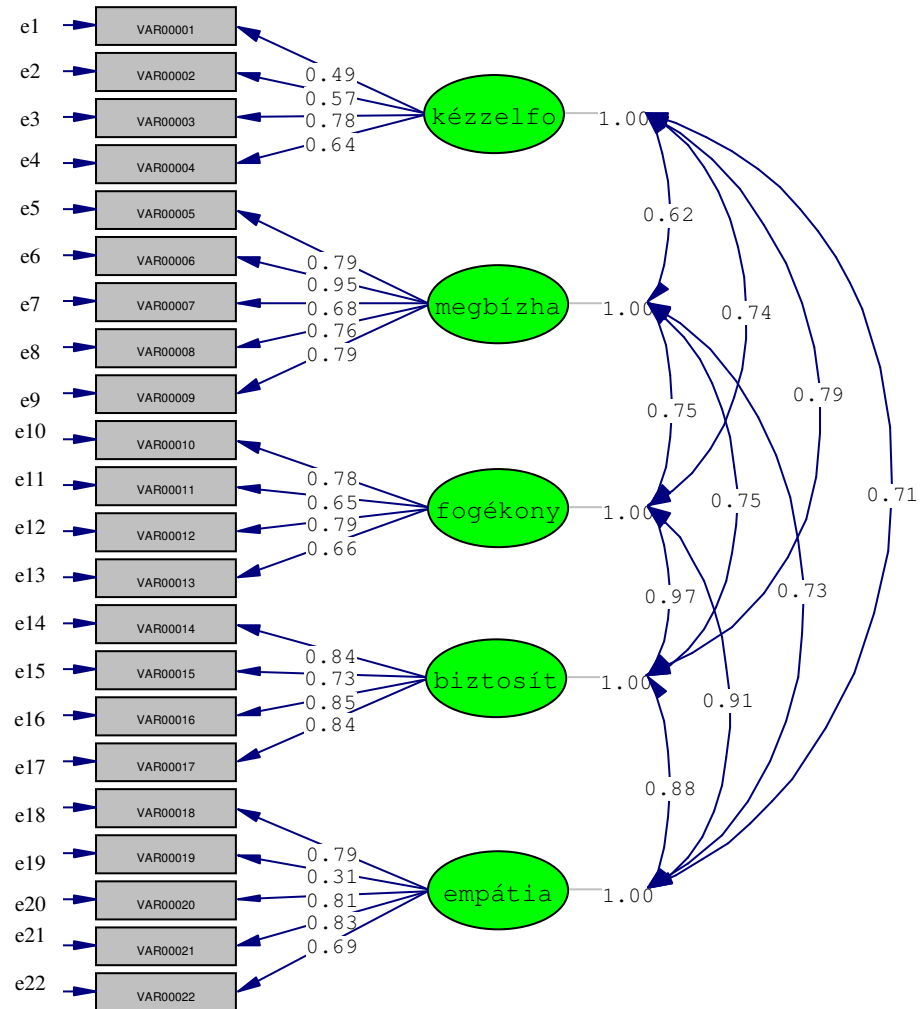 e1 VAR00001
e2 VAR00002
0.49
0.57
e3 VAR00003
0.78
kézzelfo 1.00
0.64
e4 VAR00004
e5 VAR00005
0.62
e6 VAR00006
0.79
0.95
e7 VAR00007
0.68
megbízha 1.00
0.74
0.76
e8 VAR00008
0.79
e9 VAR00009
0.79
0.75
e10 VAR00010
e11 VAR00011
0.78
0.65
fogékony 1.00
0.75
0.71
e12 VAR00012
0.79
0.66
e13 VAR00013
0.97
0.73
e14 VAR00014
e15 VAR00015
0.84
0.73
biztosít 1.00
0.91
e16 VAR00016
0.85
0.84
e17 VAR00017
0.88
e18 VAR00018
e19 VAR00019
0.79
0.31
empátia 1.00
e20 VAR00020
0.81
0.83
e21 VAR00021
0.69
e22 VAR00022